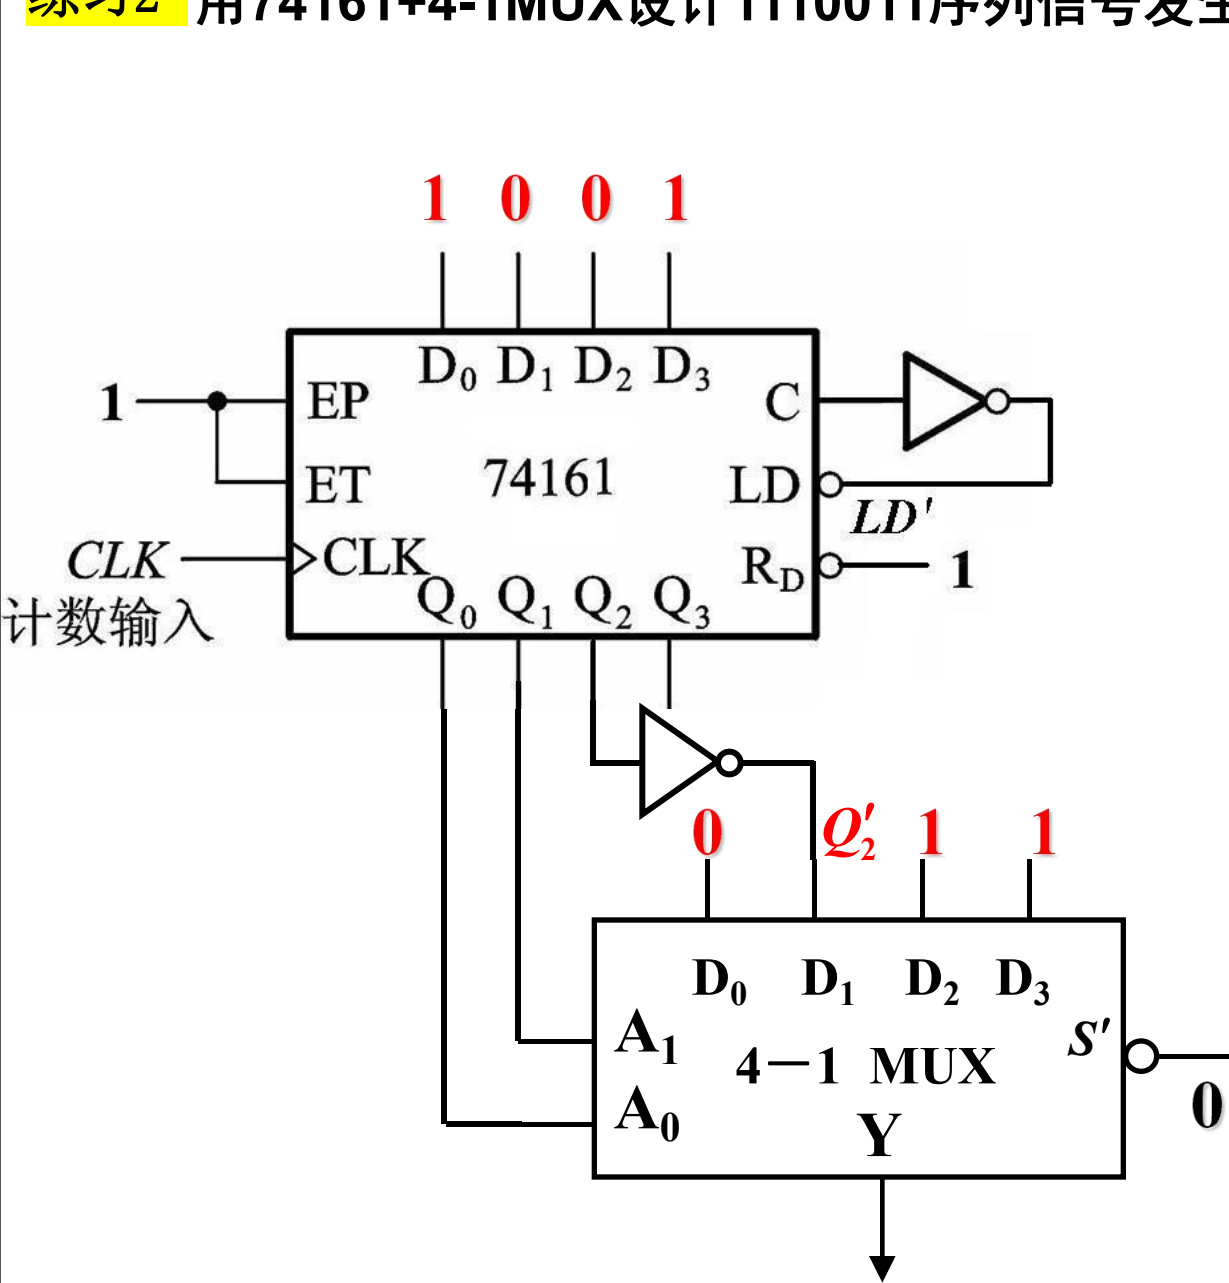 练习2 用74161+4-1MUX设计1110011序列信号发生
1 0 0 1
D0 D1 D2 D3
1 EP C
ET 74161 LD
LD'
CLK CLK RD 1
计数输入 Q0 Q1 Q2 Q3
0 Q2' 1 1
D0 D1 D2 D3
A1 4－1 MUX S'
A0 Y 0